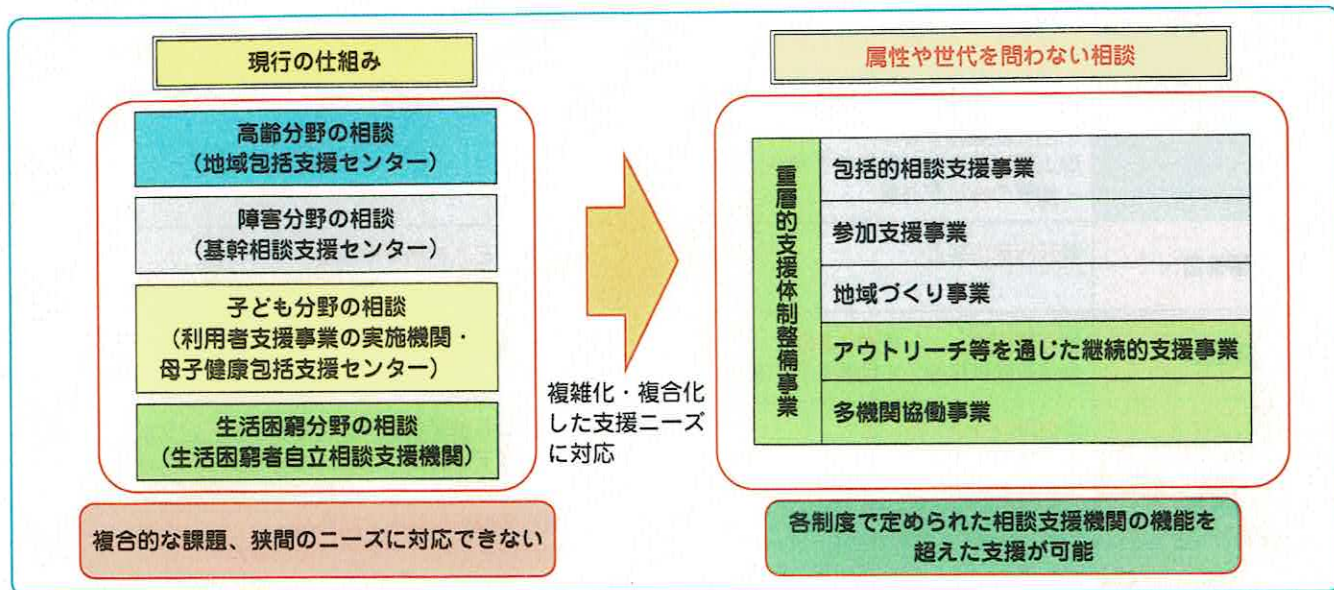 現行の仕組み
高齢分野の相談
(地域包括支援センター)
障害分野の相談
(基幹相談支援センター)
子ども分野の相談
(利用者支援事業の実施機関・
母子健康包括支援センター)
生活困窮分野の相談
(生活困窮者自立相談支援機関)
複合的な課題、狭間のニーズに対応できない
複雑化・複合化
した支援ニーズ
に対応
属性や世代を問わない相談
重層的支援体制整備事業
包括的相談支援事業
参加支援事業
地域づくり事業
アウトリーチ等を通じた継続的支援事業
多機関協働事業
各制度で定められた相談支援機関の機能を
超えた支援が可能